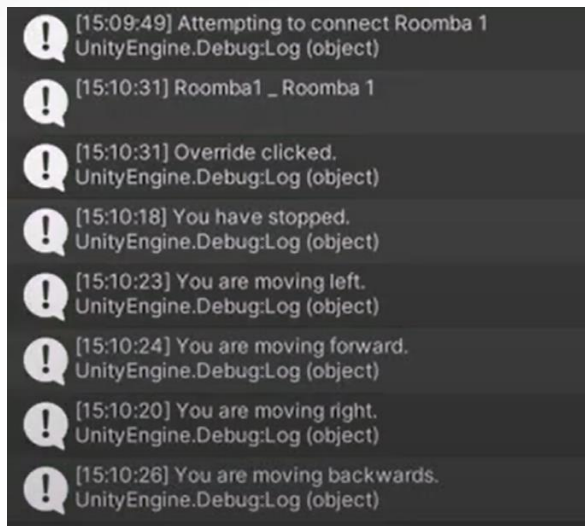 [15:09:49] Attempting to connect Roomba 1
UnityEngine.Debug:Log (object)
[15:10:31] Roomba1 _ Roomba 1
[15:10:31] Override clicked.
UnityEngine.Debug:Log (object)
[15:10:18] You have stopped.
UnityEngine.Debug:Log (object)
[15:10:23] You are moving left.
UnityEngine.Debug:Log (object)
[15:10:24] You are moving forward.
UnityEngine.Debug:Log (object)
[15:10:20] You are moving right.
UnityEngine.Debug:Log (object)
[15:10:26] You are moving backwards.
UnityEngine.Debug:Log (object)